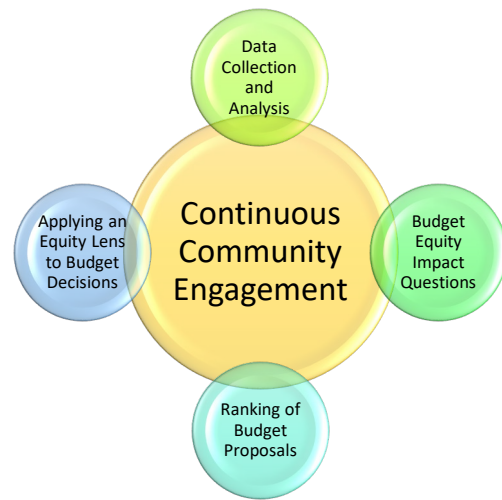 Data
Collection
and
Analysis
Continuous
Community
Engagement
Applying an
Equity Lens
to Budget
Decisions
Budget
Equity
Impact
Questions
Ranking of
Budget
Proposals